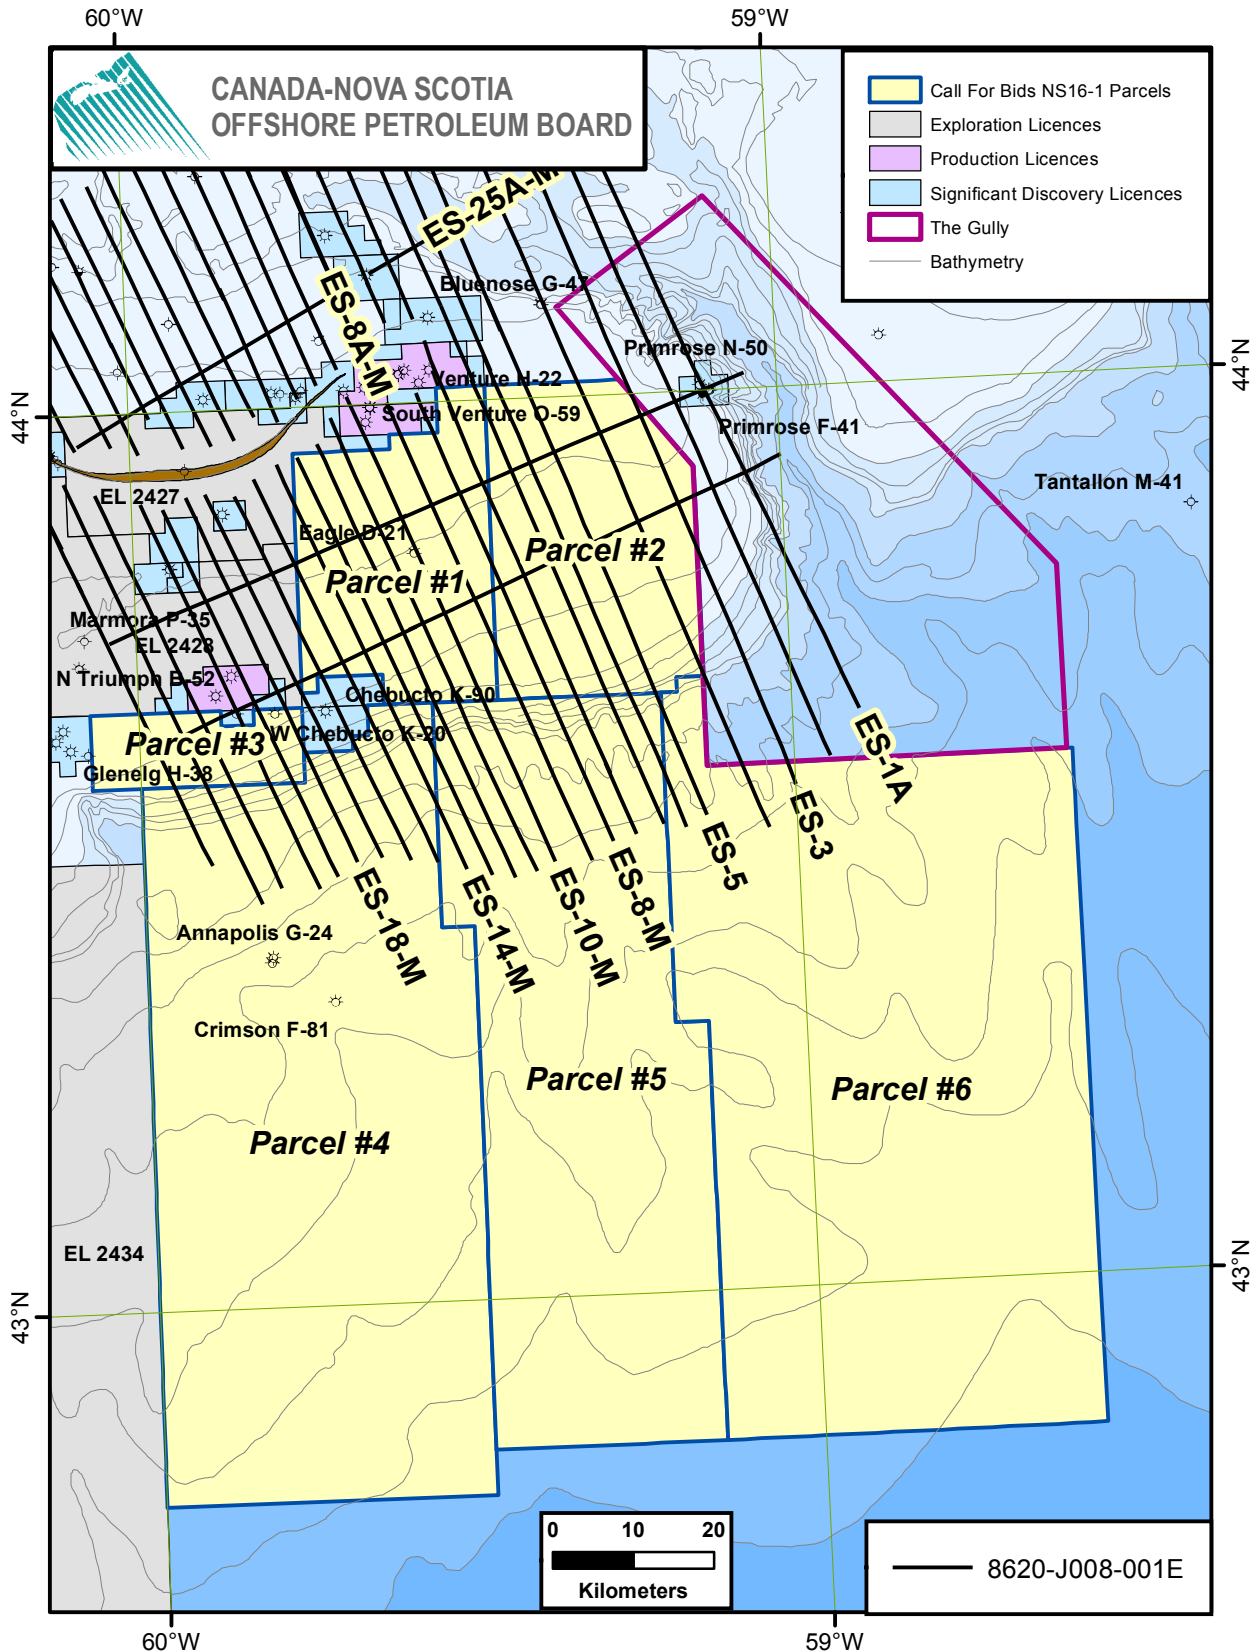 60°W
59°W
CANADA-NOVA SCOTIA
OFFSHORE PETROLEUM BOARD
Call For Bids NS16-1 Parcels
Exploration Licences
Production Licences
Significant Discovery Licences
The Gully
Bathymetry
ES-25A-M
ES-8A-M
Bluenose G-47
Primrose N-50
Venture H-22
South Venture O-59
Primrose F-41
44°N
44°N
Tantallon M-41
EL 2427
Eagle D-21
Parcel #2
Parcel #1
Marmora P-35
EL 2428
N Triumph B-52
Chebucto K-90
W Chebucto K-20
Parcel #3
Glenelg H-38
ES-1A
ES-3
ES-5
ES-8-M
ES-10-M
ES-14-M
ES-18-M
Annapolis G-24
Crimson F-81
Parcel #5
Parcel #6
Parcel #4
EL 2434
43°N
43°N
0 10 20
Kilometers
8620-J008-001E
60°W
59°W